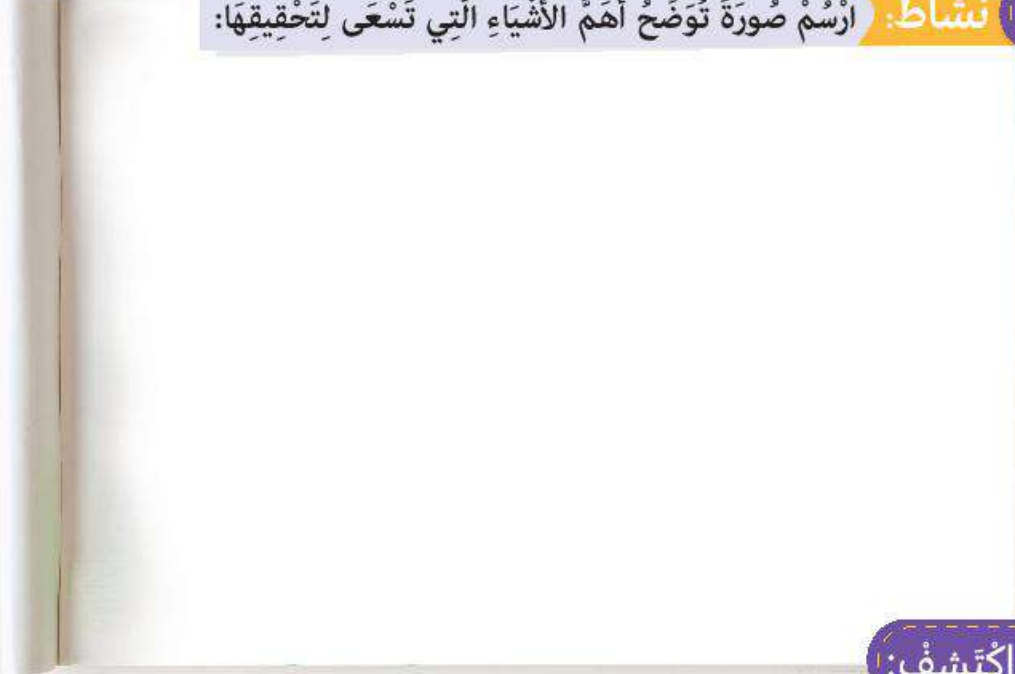 نشاط: ارْسُمْ صُورَةً تُوَضِّحُ أَهَمَّ الأَشْيَاءِ الَّتِي تَسْعَى لِتَحْقِيقِهَا:
اكْتَشِفْ: